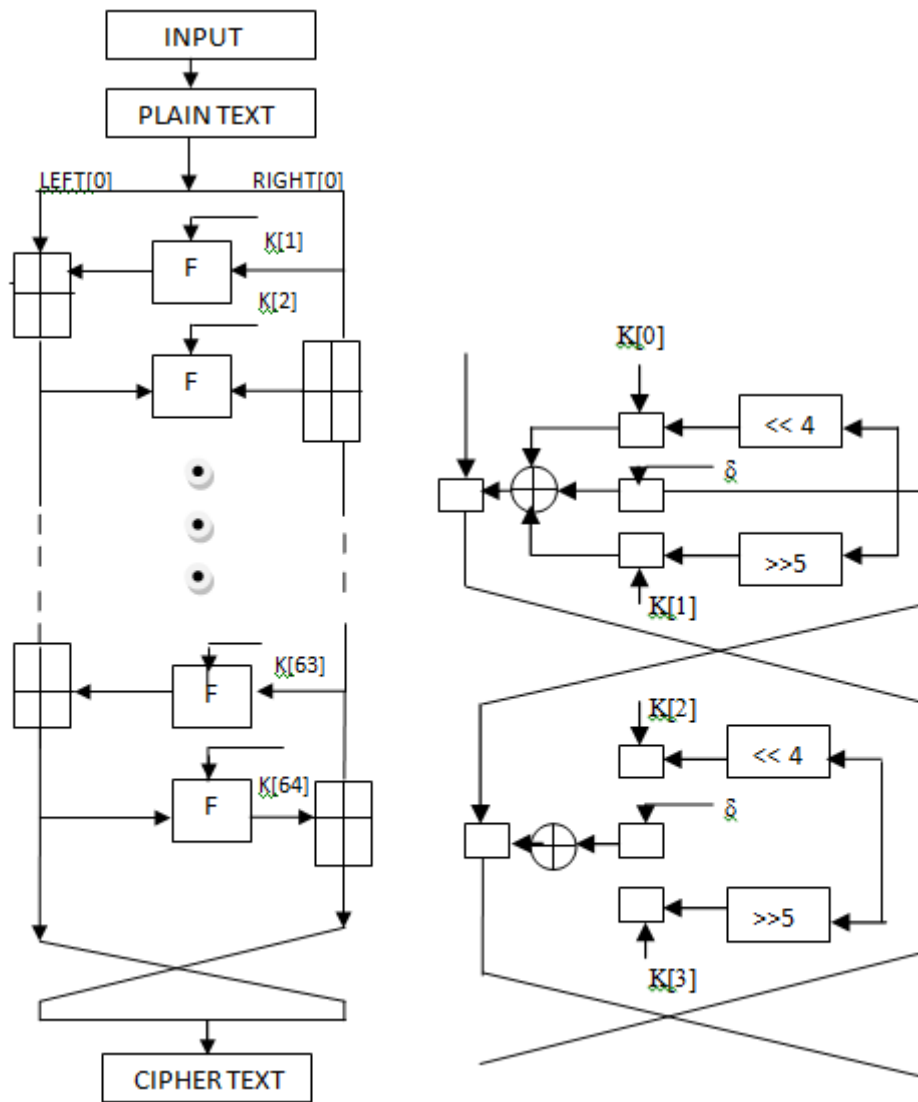 INPUT
PLAIN TEXT
LEFT[0]
RIGHT[0]
K[1]
F
K[2]
F
K[63]
F
K[64]
F
CIPHER TEXT
K[0]
<< 4
δ
>>5
K[1]
K[2]
<< 4
δ
>>5
K[3]